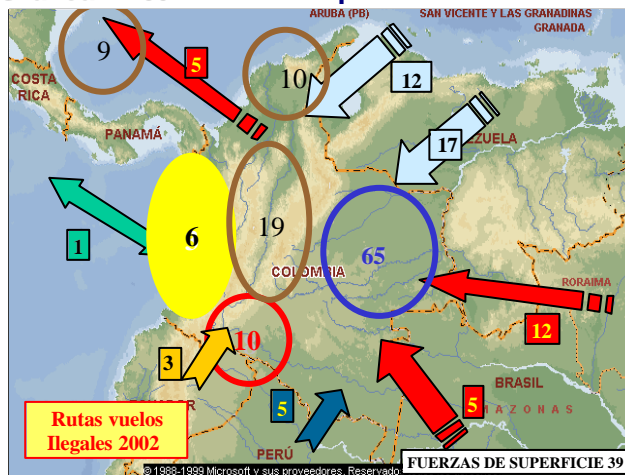 ARUBA (PB)
SAN VICENTE Y LAS GRANADINAS
GRANADA
9
COSTA
RICA
5
10
12
PANAMÁ
17
1
6
19
65
COLOMBIA
RORAIMA
12
10
3
5
5
BRASIL
AMAZONAS
Rutas vuelos
Ilegales 2002
PERÚ
FUERZAS DE SUPERFICIE 39
© 1988-1999 Microsoft y sus proveedores. Reservado